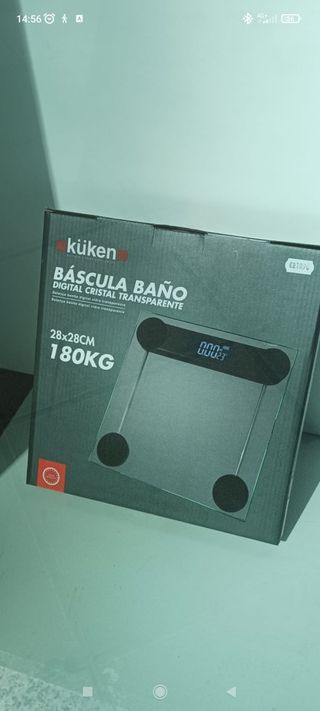 14:56
küken
BÁSCULA BAÑO
DIGITAL CRISTAL TRANSPARENTE
28x28CM
180KG